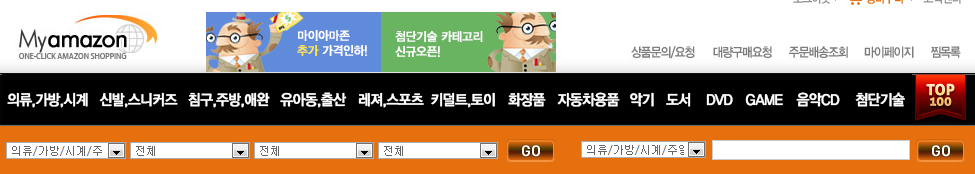 Myamazon
ONE-CLICK AMAZON SHOPPING
마이아마존
추가 가격인하!
첨단기술 카테고리
신규오픈!
상품문의/요청 대량구매요청 주문배송조회 마이페이지 찜목록
의류,가방,시계 신발,스니커즈 침구,주방,애완 유아동,출산 레져,스포츠 키덜트,토이 화장품 자동차용품 악기 도서 DVD GAME 음악CD 첨단기술 TOP 100
의류/가방/시계/주 전체 전체 전체 GO 의류/가방/시계/주얼 GO